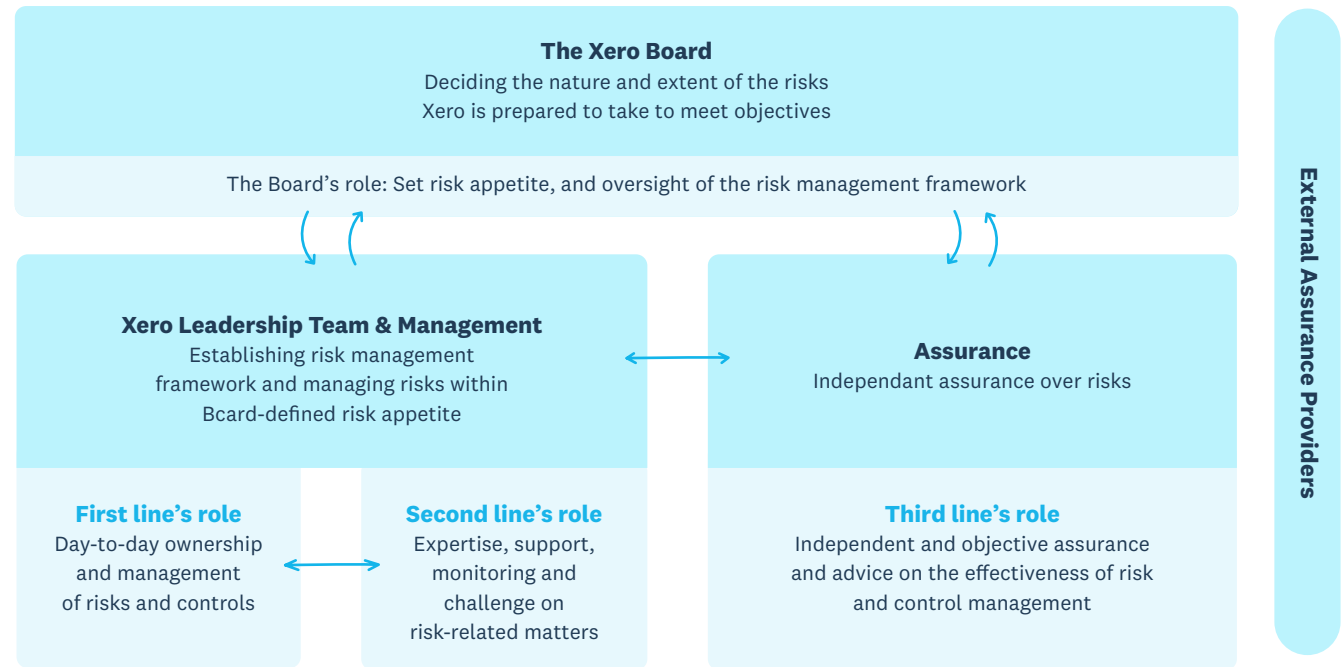 The Xero Board
Deciding the nature and extent of the risks
Xero is prepared to take to meet objectives
The Board’s role: Set risk appetite, and oversight of the risk management framework
Xero Leadership Team & Management
Establishing risk management
framework and managing risks within
Bcard-defined risk appetite
Assurance
Independant assurance over risks
First line’s role
Day-to-day ownership
and management
of risks and controls
Second line’s role
Expertise, support,
monitoring and
challenge on
risk-related matters
Third line’s role
Independent and objective assurance
and advice on the effectiveness of risk
and control management
External Assurance Providers